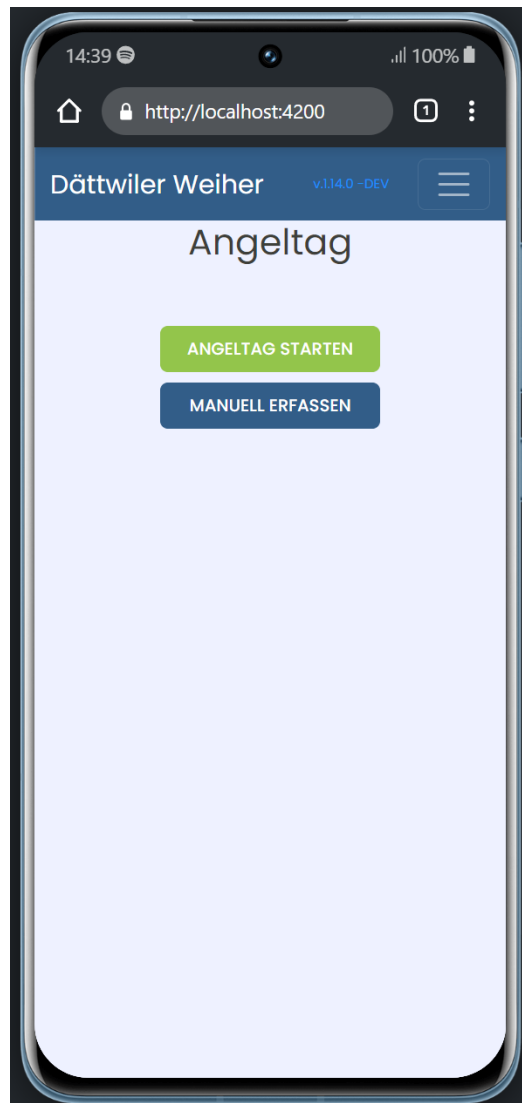 14:39 100%
http://localhost:4200 1
Dättwiler Weiher v.1.14.0 -DEV
Angeltag
ANGELTAG STARTEN
MANUELL ERFASSEN